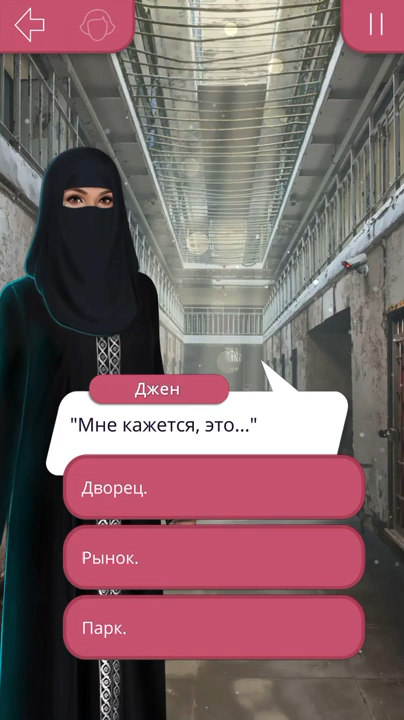 Джен
"Мне кажется, это..."
Дворец.
Рынок.
Парк.